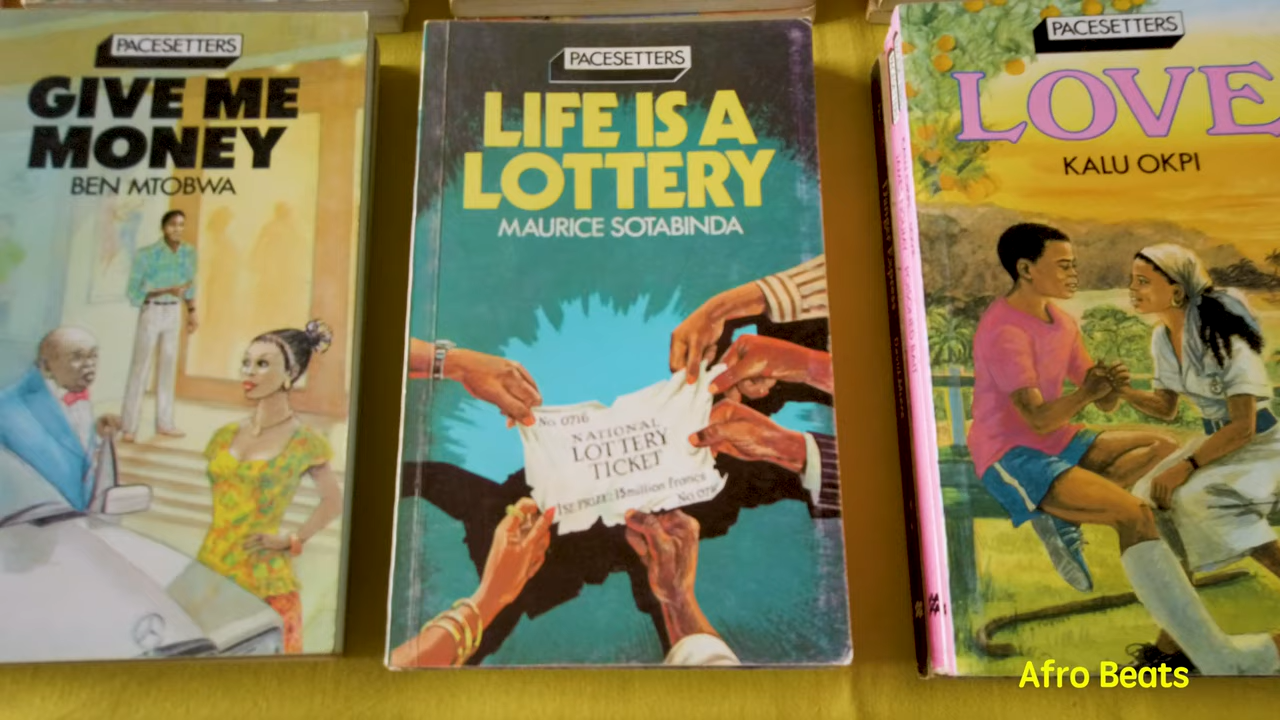 PACESETTERS
GIVE ME
MONEY
BEN MTOBWA
PACESETTERS
LIFE IS A
LOTTERY
MAURICE SOTABINDA
No. 0716
NATIONAL
LOTTERY
TICKET
1ST PRIZE: 15 million francs
No. 071
PACESETTERS
LOVE
KALU OKPI
Afro Beats